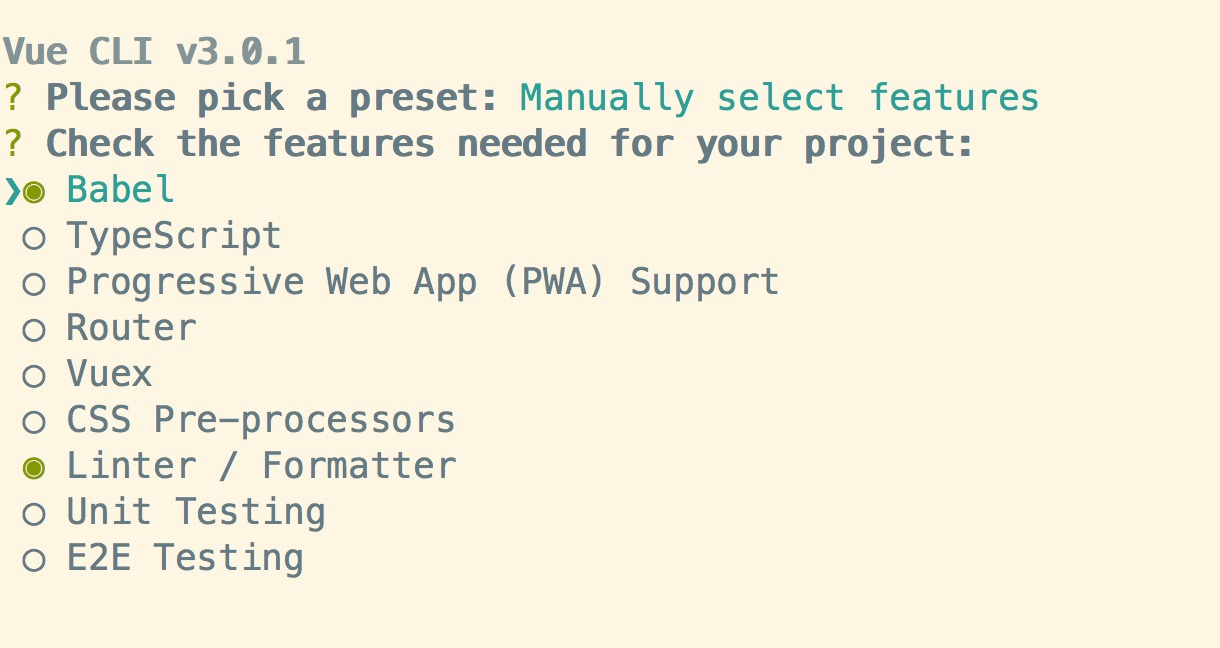 Vue CLI v3.0.1
? Please pick a preset: Manually select features
? Check the features needed for your project:
❯◉ Babel
◯ TypeScript
◯ Progressive Web App (PWA) Support
◯ Router
◯ Vuex
◯ CSS Pre-processors
◉ Linter / Formatter
◯ Unit Testing
◯ E2E Testing